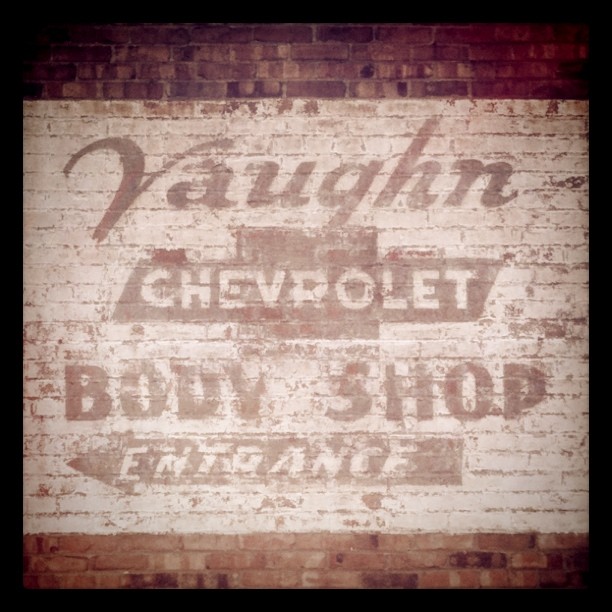 Vaughn
CHEVROLET
BODY SHOP
ENTRANCE